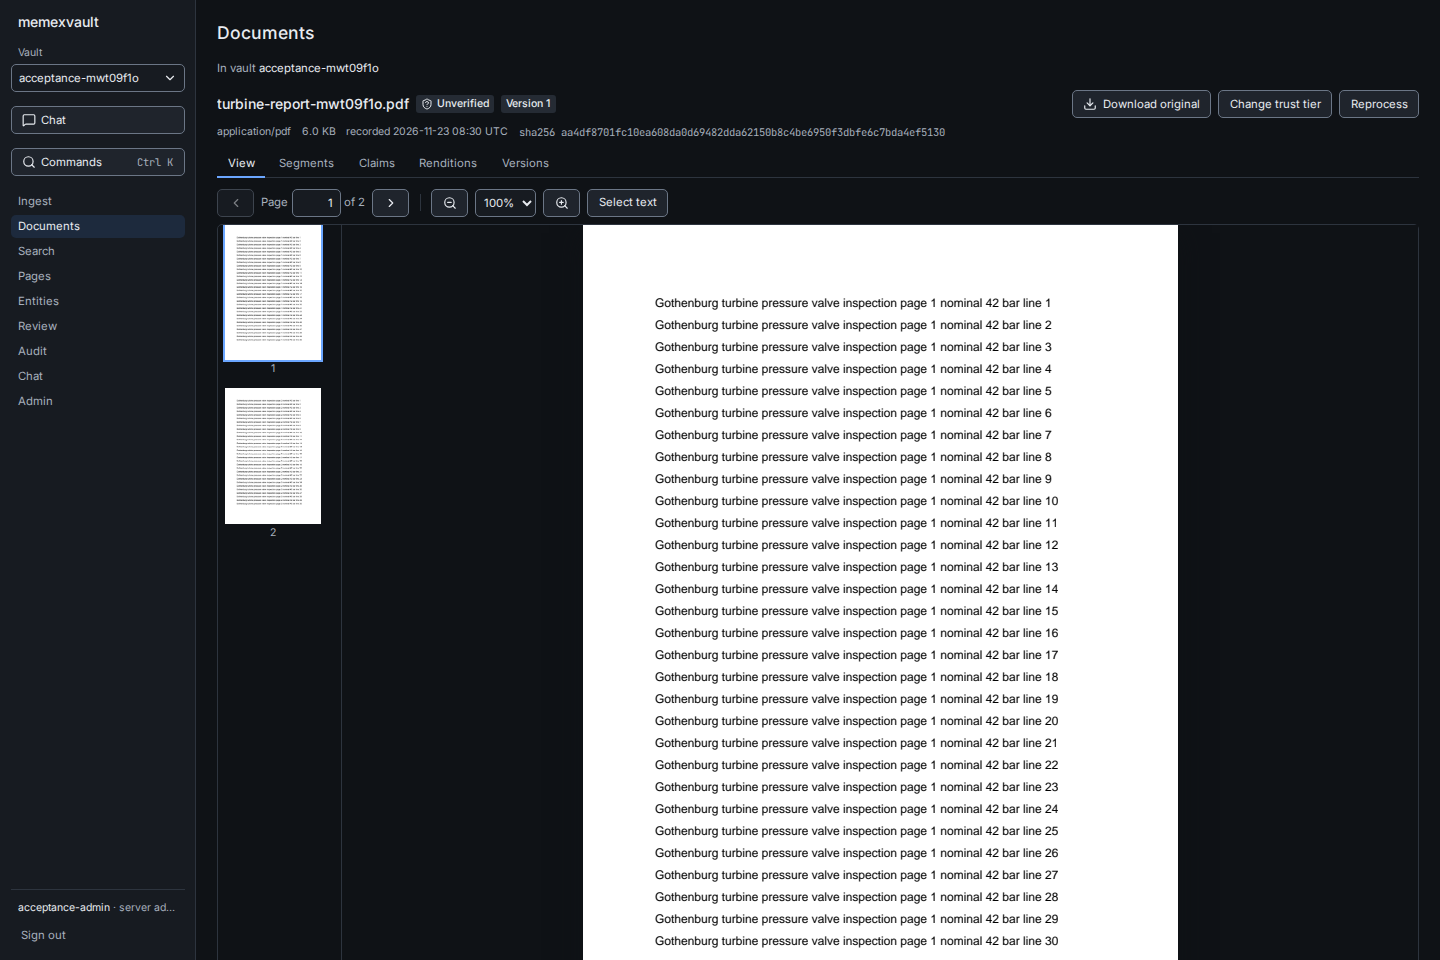 memexvault
Vault
acceptance-mwt09f1o
Chat
Commands Ctrl K
Ingest
Documents
Search
Pages
Entities
Review
Audit
Chat
Admin
acceptance-admin · server ad...
Sign out
Documents
In vault acceptance-mwt09f1o
turbine-report-mwt09f1o.pdf Unverified Version 1
Download original Change trust tier Reprocess
application/pdf 6.0 KB recorded 2026-11-23 08:30 UTC sha256 aa4df8701fc10ea608da0d69482dda62150b8c4be6950f3dbfe6c7bda4ef5130
View Segments Claims Renditions Versions
Page 1 of 2 100% Select text
1
2
Gothenburg turbine pressure valve inspection page 1 nominal 42 bar line 1
Gothenburg turbine pressure valve inspection page 1 nominal 42 bar line 2
Gothenburg turbine pressure valve inspection page 1 nominal 42 bar line 3
Gothenburg turbine pressure valve inspection page 1 nominal 42 bar line 4
Gothenburg turbine pressure valve inspection page 1 nominal 42 bar line 5
Gothenburg turbine pressure valve inspection page 1 nominal 42 bar line 6
Gothenburg turbine pressure valve inspection page 1 nominal 42 bar line 7
Gothenburg turbine pressure valve inspection page 1 nominal 42 bar line 8
Gothenburg turbine pressure valve inspection page 1 nominal 42 bar line 9
Gothenburg turbine pressure valve inspection page 1 nominal 42 bar line 10
Gothenburg turbine pressure valve inspection page 1 nominal 42 bar line 11
Gothenburg turbine pressure valve inspection page 1 nominal 42 bar line 12
Gothenburg turbine pressure valve inspection page 1 nominal 42 bar line 13
Gothenburg turbine pressure valve inspection page 1 nominal 42 bar line 14
Gothenburg turbine pressure valve inspection page 1 nominal 42 bar line 15
Gothenburg turbine pressure valve inspection page 1 nominal 42 bar line 16
Gothenburg turbine pressure valve inspection page 1 nominal 42 bar line 17
Gothenburg turbine pressure valve inspection page 1 nominal 42 bar line 18
Gothenburg turbine pressure valve inspection page 1 nominal 42 bar line 19
Gothenburg turbine pressure valve inspection page 1 nominal 42 bar line 20
Gothenburg turbine pressure valve inspection page 1 nominal 42 bar line 21
Gothenburg turbine pressure valve inspection page 1 nominal 42 bar line 22
Gothenburg turbine pressure valve inspection page 1 nominal 42 bar line 23
Gothenburg turbine pressure valve inspection page 1 nominal 42 bar line 24
Gothenburg turbine pressure valve inspection page 1 nominal 42 bar line 25
Gothenburg turbine pressure valve inspection page 1 nominal 42 bar line 26
Gothenburg turbine pressure valve inspection page 1 nominal 42 bar line 27
Gothenburg turbine pressure valve inspection page 1 nominal 42 bar line 28
Gothenburg turbine pressure valve inspection page 1 nominal 42 bar line 29
Gothenburg turbine pressure valve inspection page 1 nominal 42 bar line 30